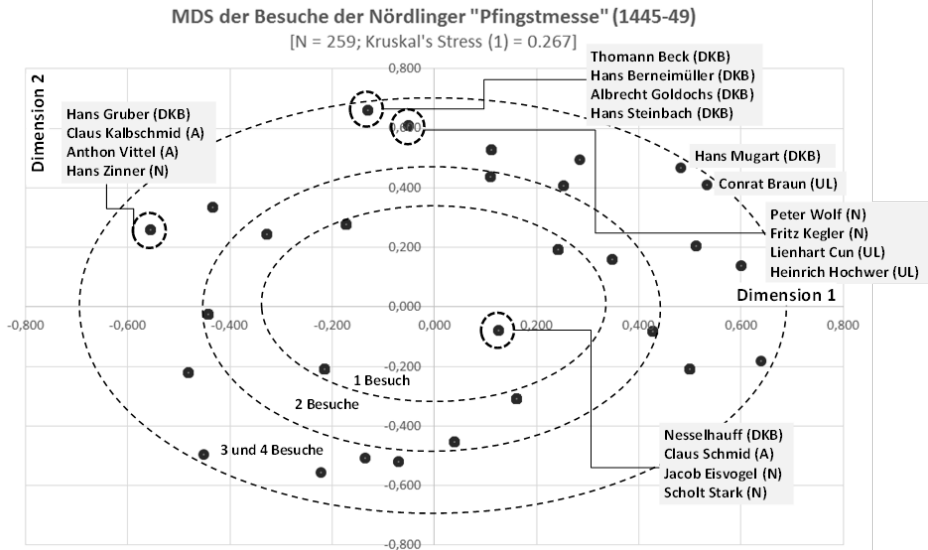 MDS der Besuche der Nördlinger "Pfingstmesse" (1445-49)
[N = 259; Kruskal's Stress (1) = 0.267]
Dimension 2
0,800
0,600
0,400
0,200
0,000
-0,200
-0,400
-0,600
-0,800
-0,800
-0,600
-0,400
-0,200
0,000
0,200
0,400
0,600
0,800
Dimension 1
Hans Gruber (DKB)
Claus Kalbschmid (A)
Anthon Vittel (A)
Hans Zinner (N)
Thomann Beck (DKB)
Hans Berneimüller (DKB)
Albrecht Goldochs (DKB)
Hans Steinbach (DKB)
Hans Mugart (DKB)
Conrat Braun (UL)
Peter Wolf (N)
Fritz Kegler (N)
Lienhart Cun (UL)
Heinrich Hochwer (UL)
1 Besuch
2 Besuche
3 und 4 Besuche
Nesselhauff (DKB)
Claus Schmid (A)
Jacob Eisvogel (N)
Scholt Stark (N)